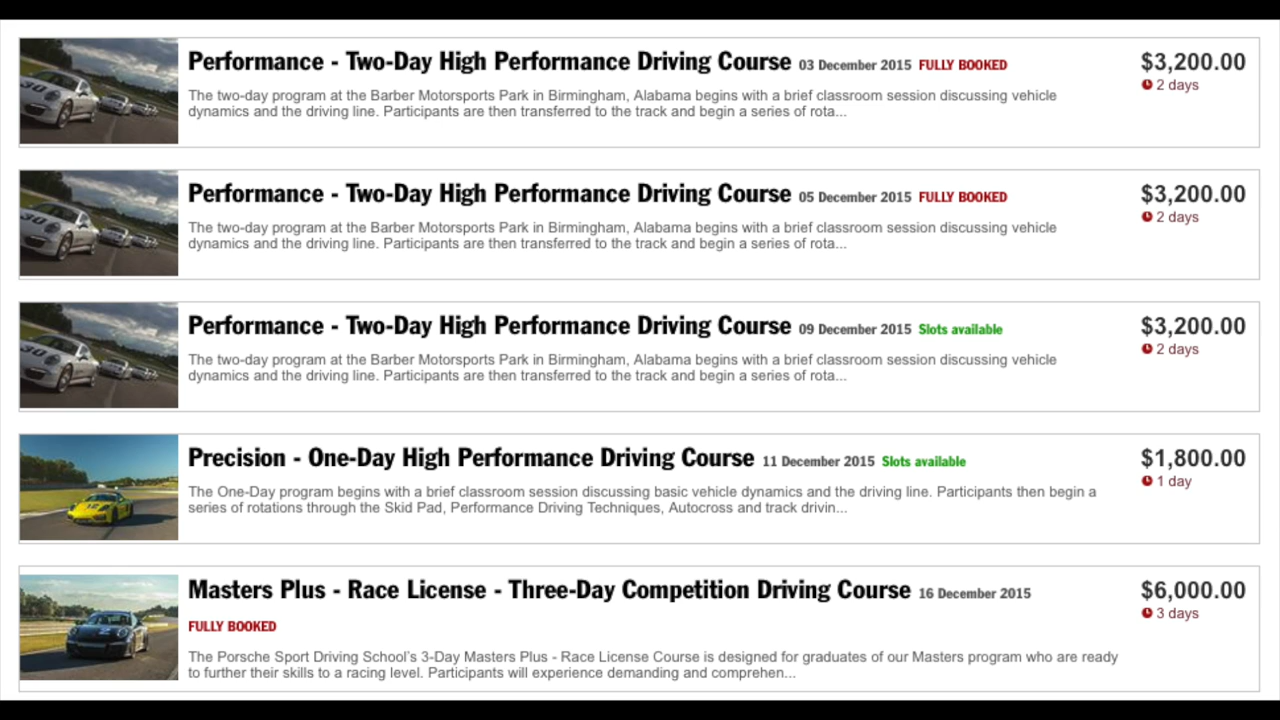 Performance - Two-Day High Performance Driving Course 03 December 2015 FULLY BOOKED $3,200.00
2 days
The two-day program at the Barber Motorsports Park in Birmingham, Alabama begins with a brief classroom session discussing vehicle
dynamics and the driving line. Participants are then transferred to the track and begin a series of rota...
Performance - Two-Day High Performance Driving Course 05 December 2015 FULLY BOOKED $3,200.00
2 days
The two-day program at the Barber Motorsports Park in Birmingham, Alabama begins with a brief classroom session discussing vehicle
dynamics and the driving line. Participants are then transferred to the track and begin a series of rota...
Performance - Two-Day High Performance Driving Course 09 December 2015 Slots available $3,200.00
2 days
The two-day program at the Barber Motorsports Park in Birmingham, Alabama begins with a brief classroom session discussing vehicle
dynamics and the driving line. Participants are then transferred to the track and begin a series of rota...
Precision - One-Day High Performance Driving Course 11 December 2015 Slots available $1,800.00
1 day
The One-Day program begins with a brief classroom session discussing basic vehicle dynamics and the driving line. Participants then begin a
series of rotations through the Skid Pad, Performance Driving Techniques, Autocross and track drivin...
Masters Plus - Race License - Three-Day Competition Driving Course 16 December 2015 $6,000.00
3 days
FULLY BOOKED
The Porsche Sport Driving School's 3-Day Masters Plus - Race License Course is designed for graduates of our Masters program who are ready
to further their skills to a racing level. Participants will experience demanding and comprehen...